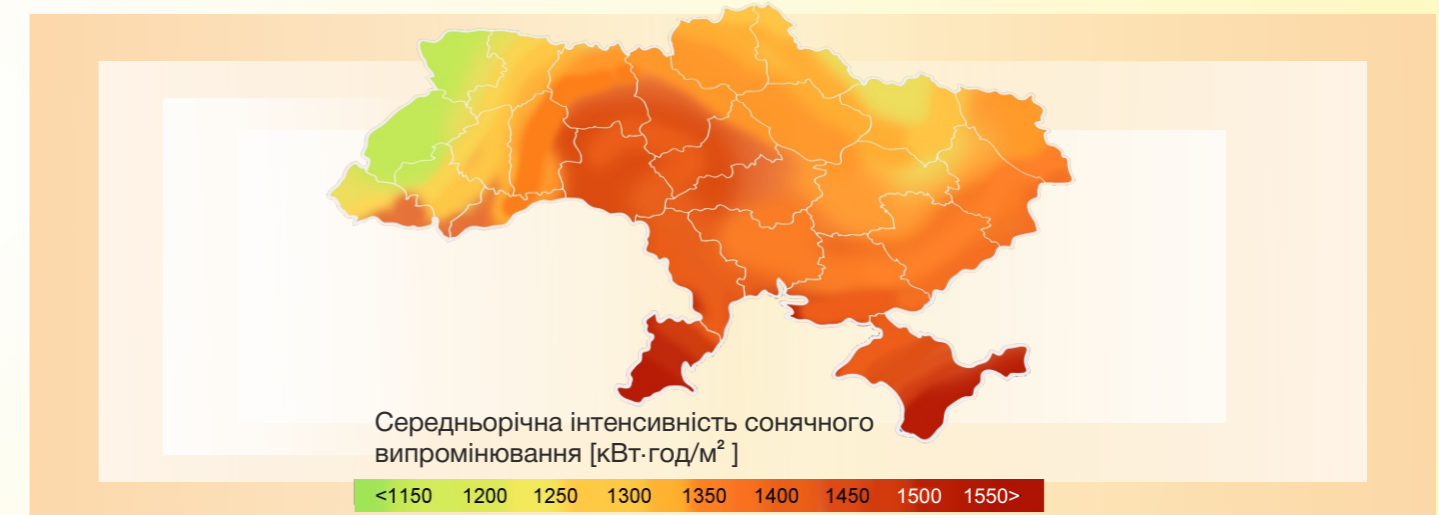 Середньорічна інтенсивність сонячного
випромінювання [кВт·год/м² ]
<1150 1200 1250 1300 1350 1400 1450 1500 1550>